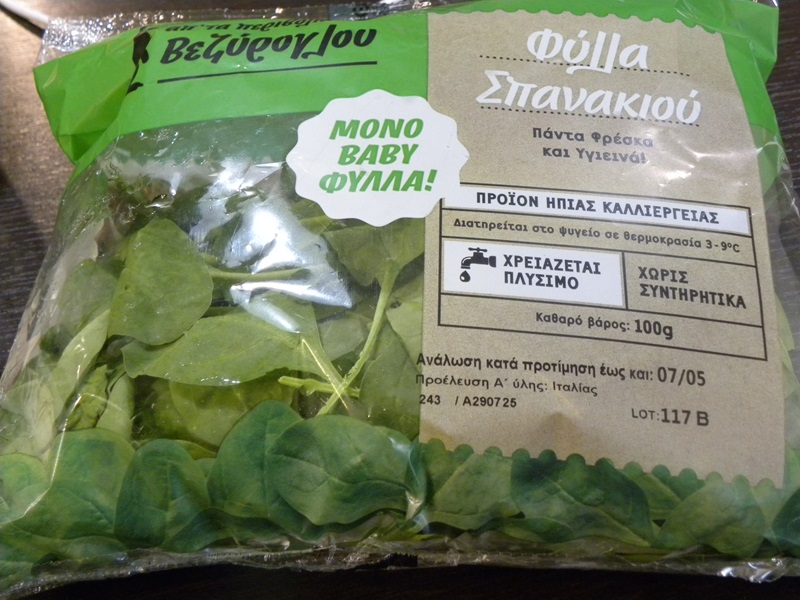 Βεζύρογλου
Φύλλα
Σπανακιού
Πάντα Φρέσκα
και Υγιεινά!
ΜΟΝΟ
BABY
ΦΥΛΛΑ!
ΠΡΟΪΟΝ ΗΠΙΑΣ ΚΑΛΛΙΕΡΓΕΙΑΣ
Διατηρείται στο ψυγείο σε θερμοκρασία 3-9°C
ΧΡΕΙΑΖΕΤΑΙ
ΠΛΥΣΙΜΟ
ΧΩΡΙΣ
ΣΥΝΤΗΡΗΤΙΚΑ
Καθαρό βάρος: 100g
Ανάλωση κατά προτίμηση έως και: 07/05
Προέλευση Α΄ ύλης: Ιταλίας
243 / A290725
LOT:117 B